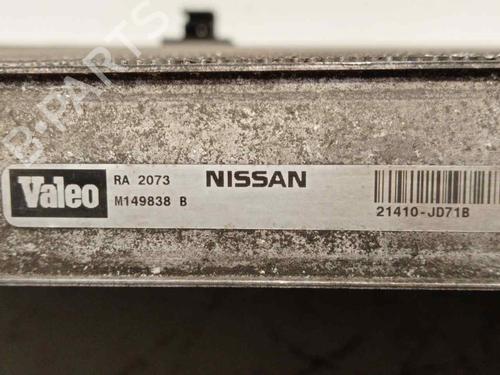 B-PARTS
Valeo
RA 2073
M149838 B
NISSAN
21410-JD71B